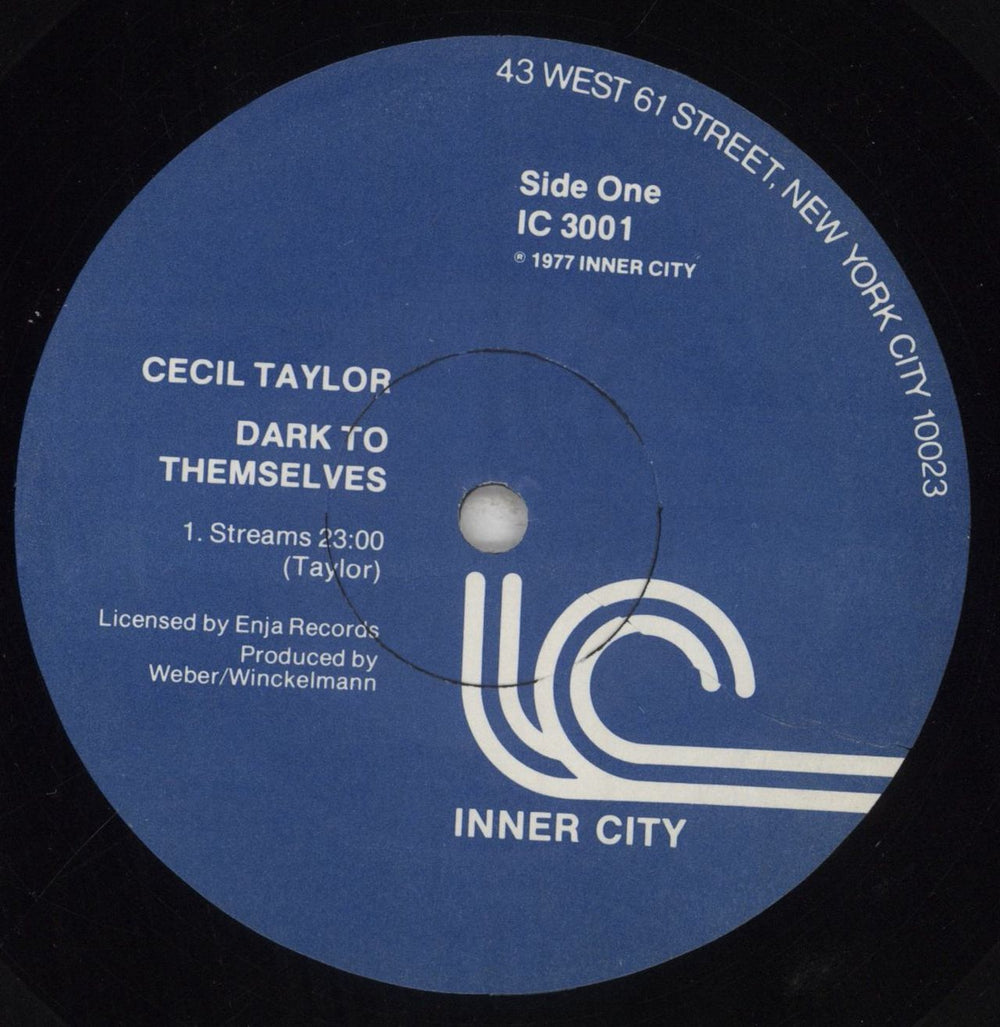 43 WEST 61 STREET, NEW YORK CITY 10023
Side One
IC 3001
® 1977 INNER CITY
CECIL TAYLOR
DARK TO
THEMSELVES
1. Streams 23:00
(Taylor)
Licensed by Enja Records
Produced by
Weber/Winckelmann
ic
INNER CITY